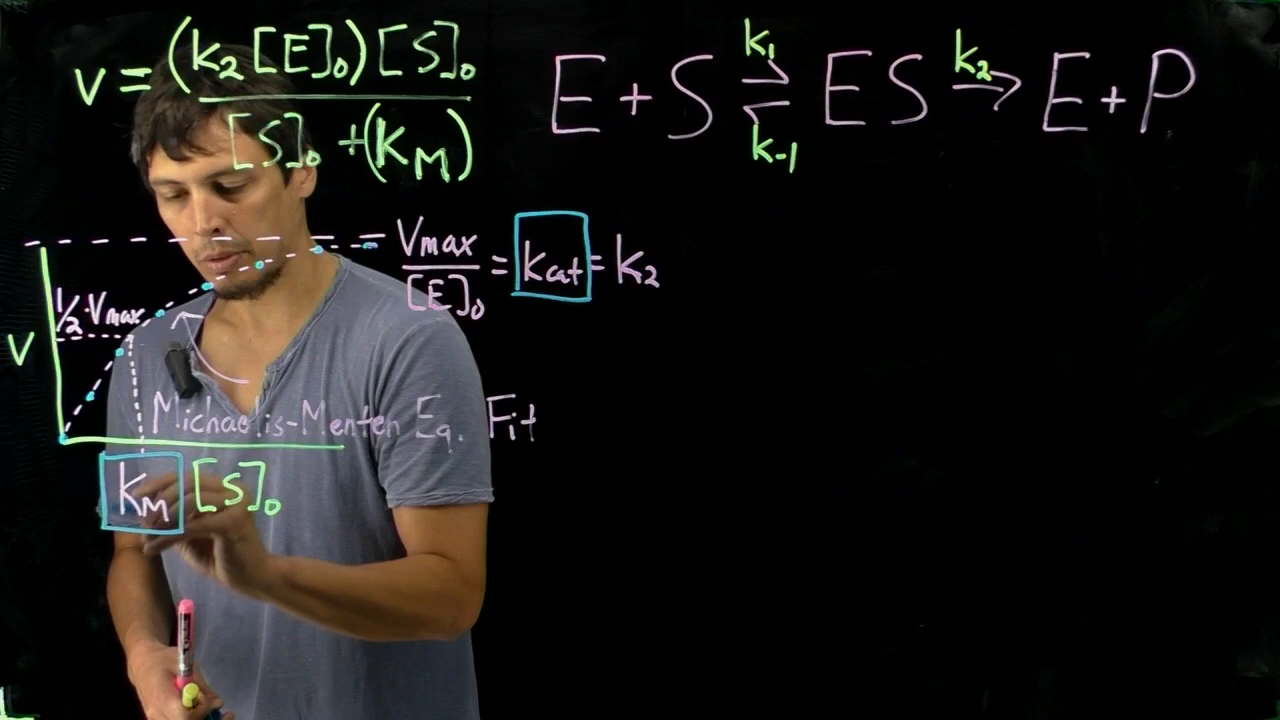 v = (k₂[E]₀)[S]₀
[S]₀ + (KM)
E + S ⇌ ES → E + P
k₁
k-1
k₂
Vmax
[E]₀
= kcat = k₂
1/2·Vmax
V
Michaelis-Menten Eq. Fit
KM [S]₀